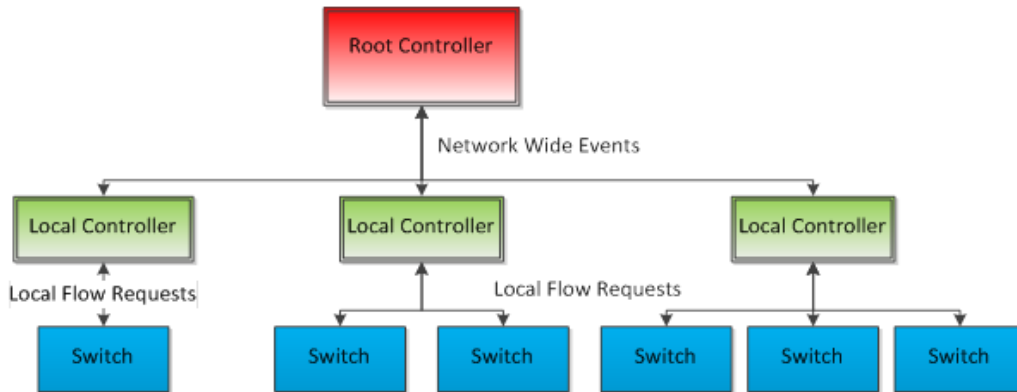 Root Controller
Network Wide Events
Local Controller
Local Controller
Local Controller
Local Flow Requests
Local Flow Requests
Switch
Switch
Switch
Switch
Switch
Switch